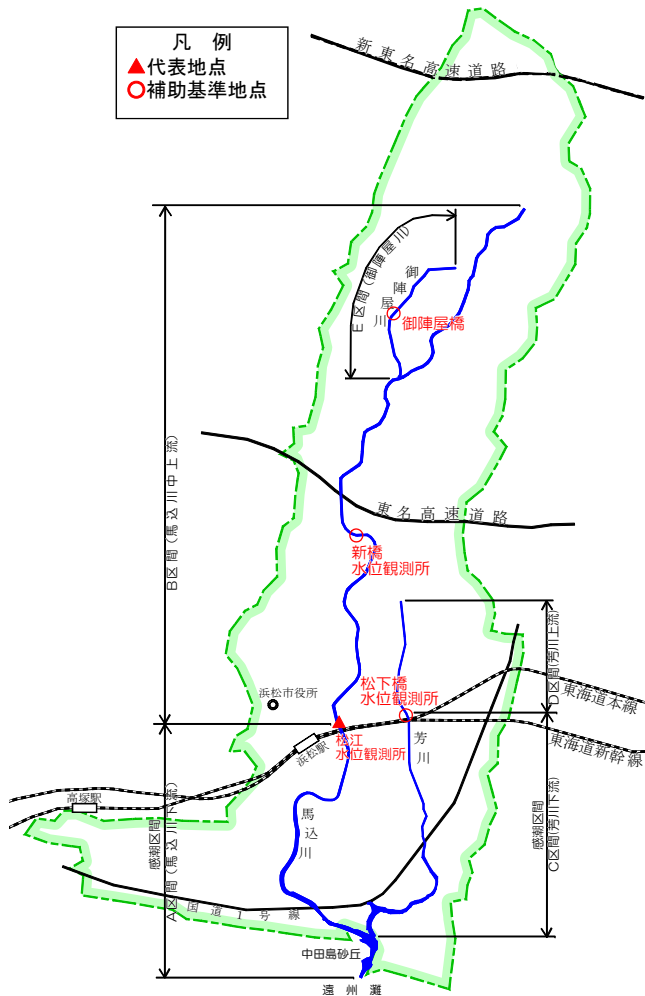 凡 例
▲代表地点
○補助基準地点
新東名高速道路
E区間(御陣屋川)
御陣屋川
御陣屋橋
B区間(馬込川中上流)
東名高速道路
新橋
水位観測所
D区間(芳川上流)
松下橋
水位観測所
浜松市役所
東海道本線
東海道新幹線
松江
水位観測所
浜松駅
芳川
高塚駅
馬込川
感潮区間
A区間(馬込川下流)
感潮区間
C区間(芳川下流)
国道1号線
中田島砂丘
遠州灘